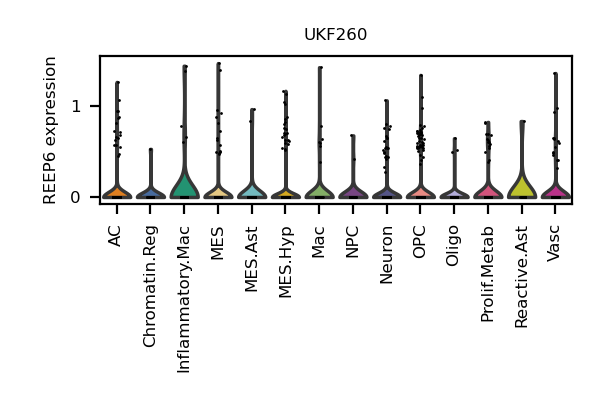 UKF260
REEP6 expression
1
0
AC
Chromatin.Reg
Inflammatory.Mac
MES
MES.Ast
MES.Hyp
Mac
NPC
Neuron
OPC
Oligo
Prolif.Metab
Reactive.Ast
Vasc